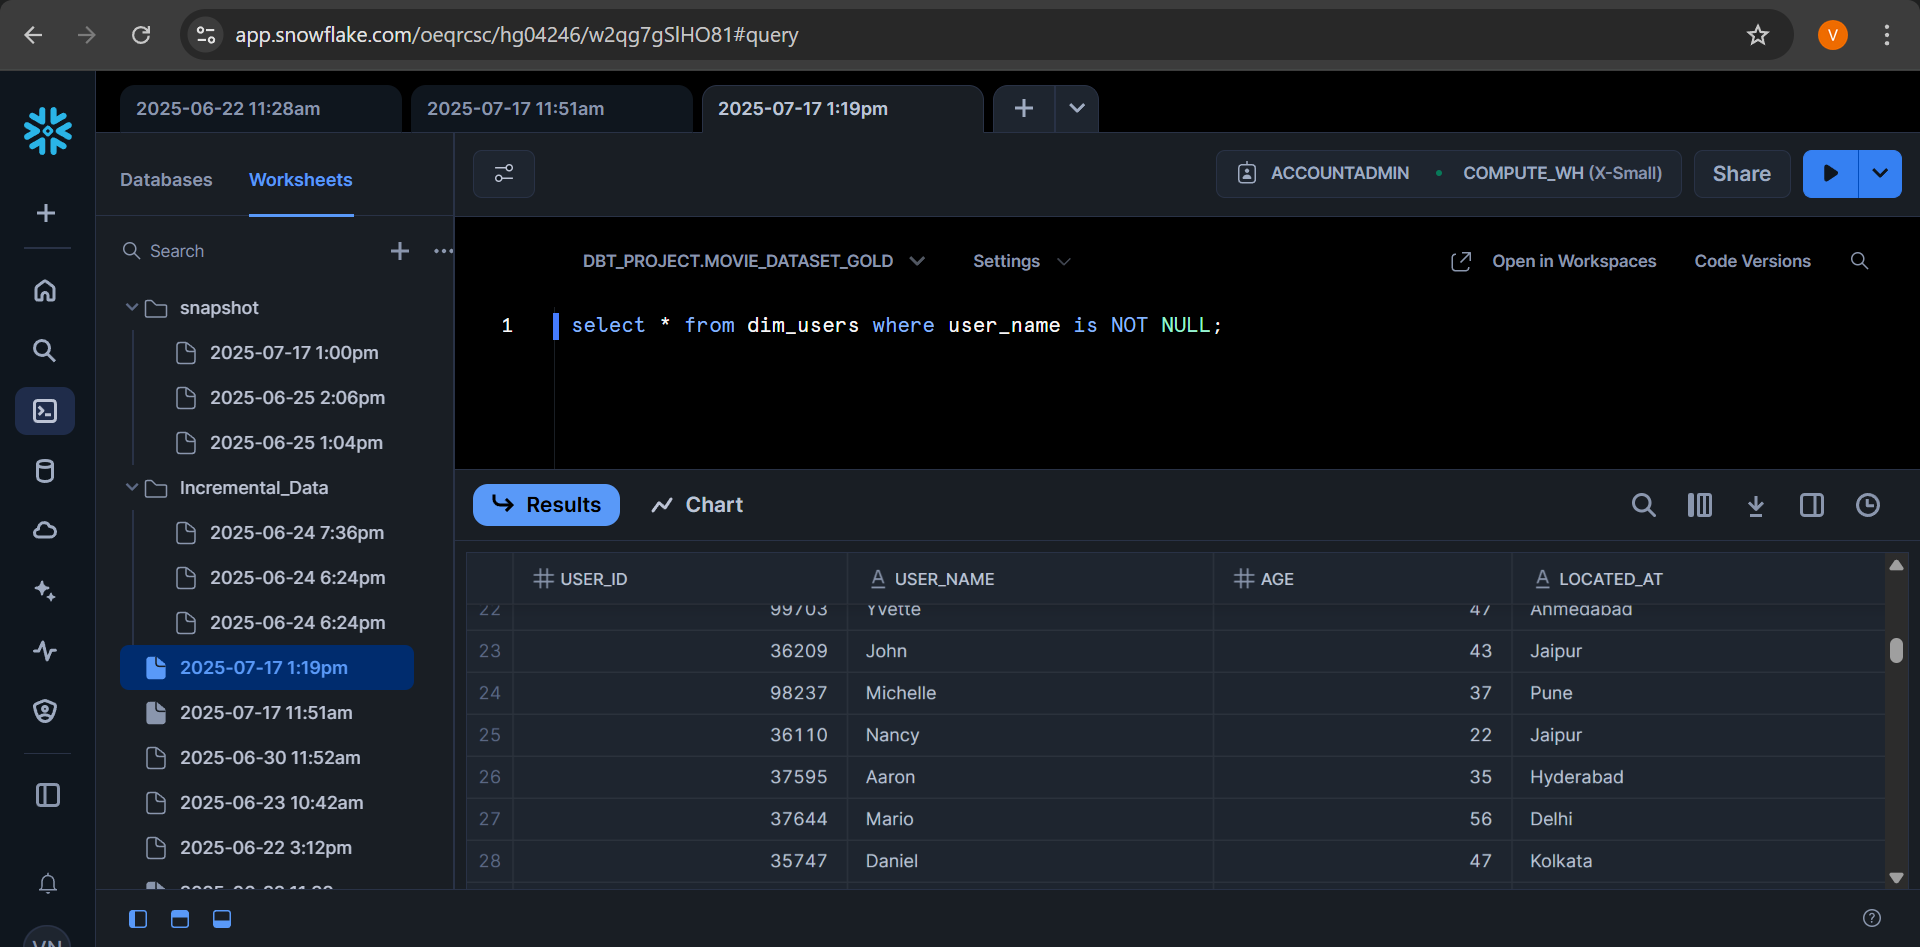 app.snowflake.com/oeqrcsc/hg04246/w2qg7gSlHO81#query
V
2025-06-22 11:28am
2025-07-17 11:51am
2025-07-17 1:19pm
Databases
Worksheets
ACCOUNTADMIN
COMPUTE_WH (X-Small)
Share
Search
DBT_PROJECT.MOVIE_DATASET_GOLD
Settings
Open in Workspaces
Code Versions
snapshot
2025-07-17 1:00pm
2025-06-25 2:06pm
2025-06-25 1:04pm
Incremental_Data
2025-06-24 7:36pm
2025-06-24 6:24pm
2025-06-24 6:24pm
2025-07-17 1:19pm
2025-07-17 11:51am
2025-06-30 11:52am
2025-06-23 10:42am
2025-06-22 3:12pm
1 select * from dim_users where user_name is NOT NULL;
Results
Chart
USER_ID USER_NAME AGE LOCATED_AT
22 99703 Yvette 47 Ahmedabad
23 36209 John 43 Jaipur
24 98237 Michelle 37 Pune
25 36110 Nancy 22 Jaipur
26 37595 Aaron 35 Hyderabad
27 37644 Mario 56 Delhi
28 35747 Daniel 47 Kolkata
VN